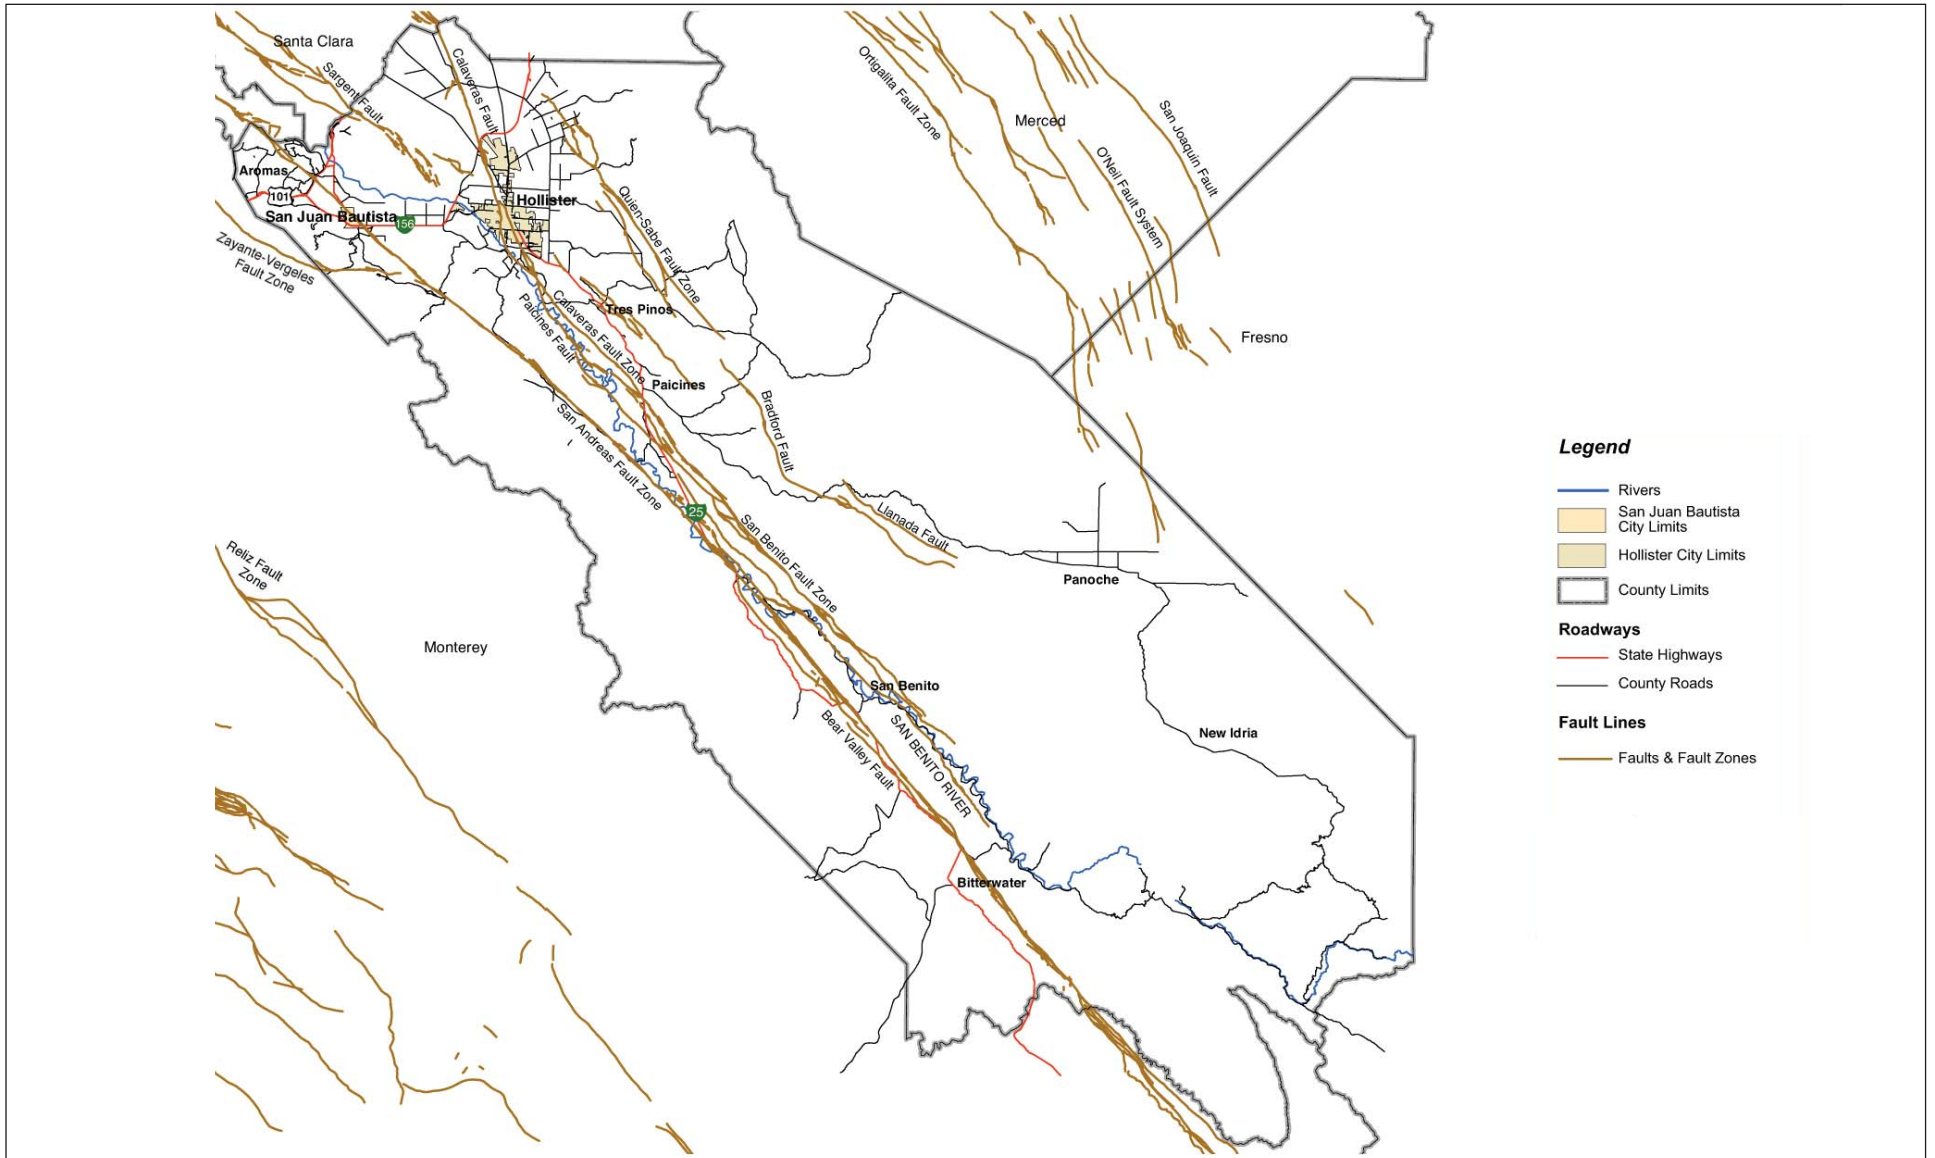 Santa Clara
Sargent Fault
Calaveras Fault
Ortigalita Fault Zone
Merced
San Joaquin Fault
O'Neil Fault System
Aromas
101
San Juan Bautista
156
Hollister
Quien-Sabe Fault Zone
Zayante-Vergeles
Fault Zone
Paicines Fault
Calaveras Fault Zone
Tres Pinos
Fresno
Paicines
Bradford Fault
San Andreas Fault Zone
25
San Benito Fault Zone
Llanada Fault
Panoche
Reliz Fault
Zone
Monterey
San Benito
SAN BENITO RIVER
Bear Valley Fault
New Idria
Bitterwater
Legend
Rivers
San Juan Bautista
City Limits
Hollister City Limits
County Limits
Roadways
State Highways
County Roads
Fault Lines
Faults & Fault Zones